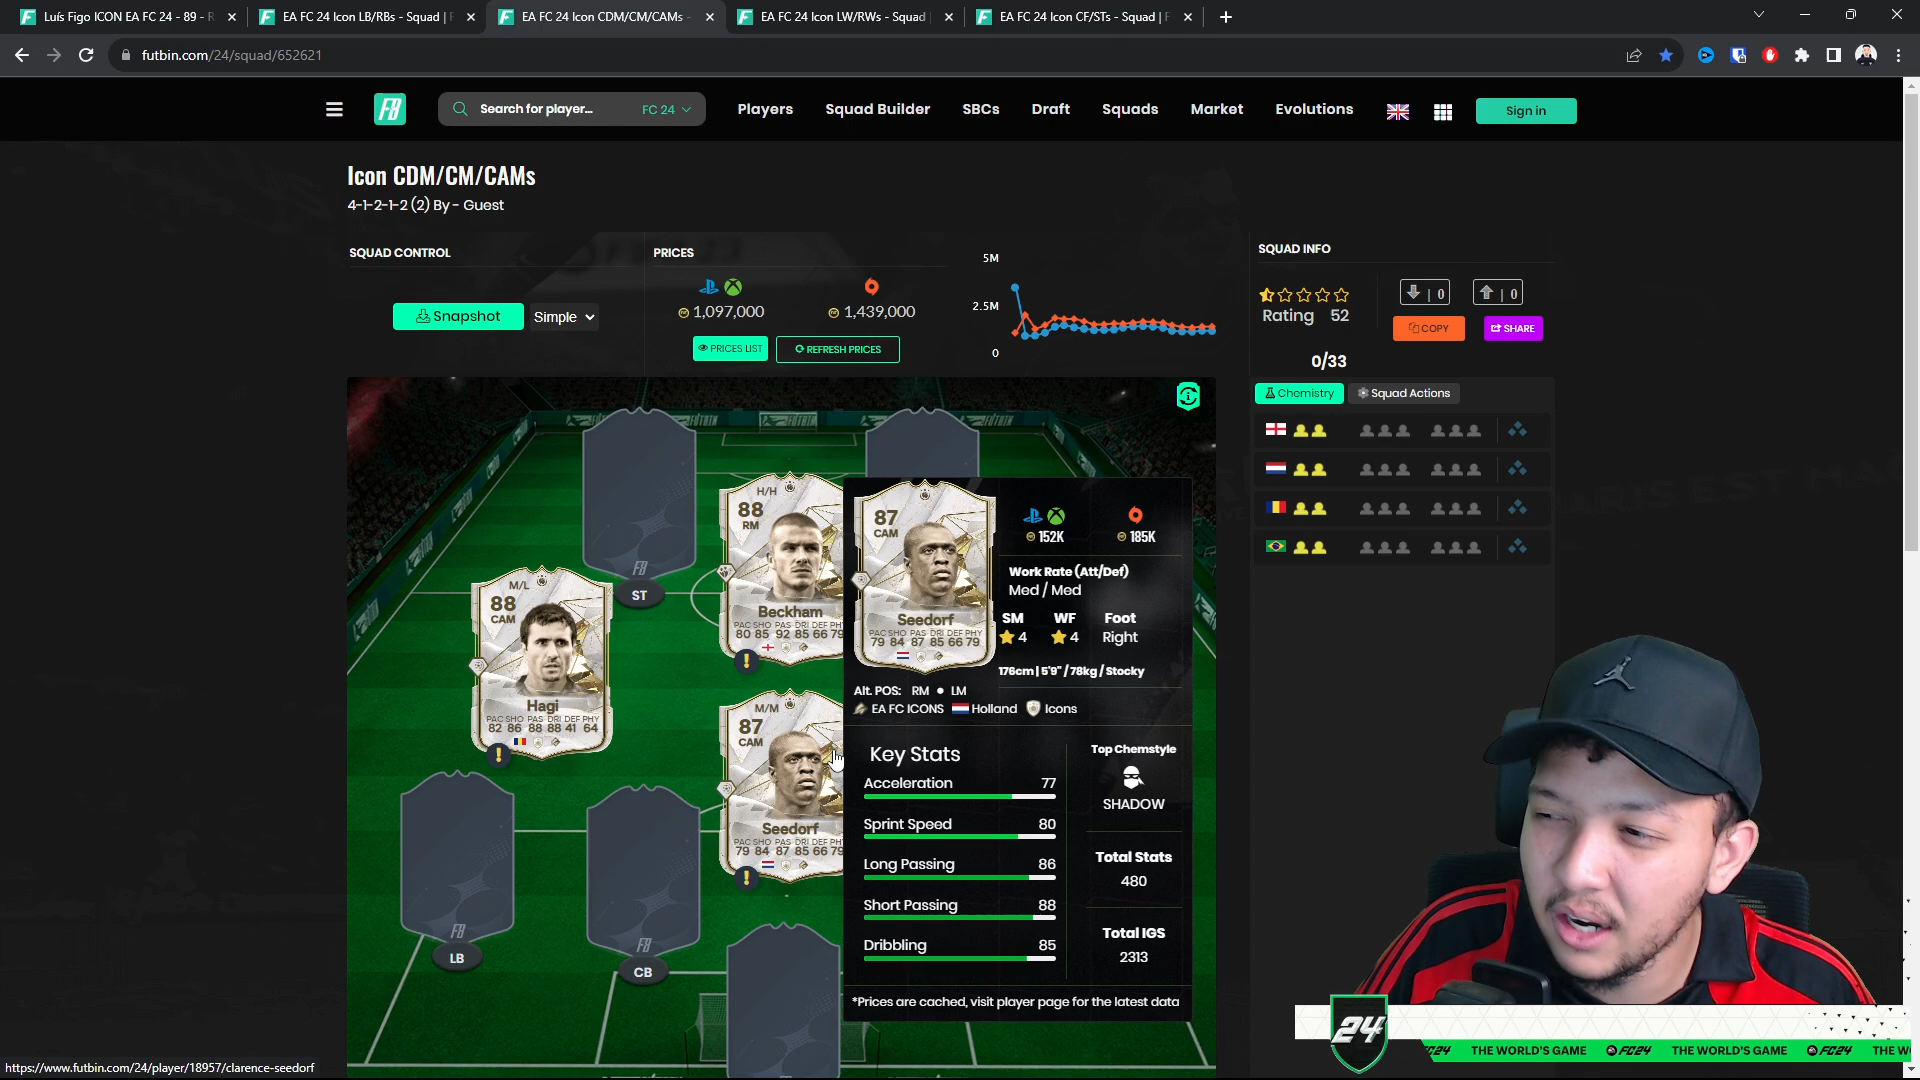 Luís Figo ICON EA FC 24 - 89 - R
EA FC 24 Icon LB/RBs - Squad | F
EA FC 24 Icon CDM/CM/CAMs -
EA FC 24 Icon LW/RWs - Squad
EA FC 24 Icon CF/STs - Squad | F
futbin.com/24/squad/652621
Search for player...
FC 24
Players
Squad Builder
SBCs
Draft
Squads
Market
Evolutions
Sign in
Icon CDM/CM/CAMs
4-1-2-1-2 (2) By - Guest
SQUAD CONTROL
PRICES
SQUAD INFO
Snapshot
Simple
1,097,000
1,439,000
PRICES LIST
REFRESH PRICES
5M
2.5M
0
Rating 52
| 0
| 0
COPY
SHARE
0/33
Chemistry
Squad Actions
FB
ST
M/L
88
CAM
Hagi
PAC SHO PAS DRI DEF PHY
82 86 88 88 41 64
H/H
88
RM
Beckham
PAC SHO PAS DRI DEF PHY
80 85 92 85 66 79
M/M
87
CAM
Seedorf
PAC SHO PAS DRI DEF PHY
79 84 87 85 66 79
FB
LB
FB
CB
87
CAM
Seedorf
PAC SHO PAS DRI DEF PHY
79 84 87 85 66 79
152K
185K
Work Rate (Att/Def)
Med / Med
SM WF Foot
4 4 Right
176cm | 5'9" / 78kg / Stocky
Alt. POS: RM • LM
EA FC ICONS Holland Icons
Key Stats
Acceleration 77
Sprint Speed 80
Long Passing 86
Short Passing 88
Dribbling 85
Top Chemstyle
SHADOW
Total Stats
480
Total IGS
2313
*Prices are cached, visit player page for the latest data
https://www.futbin.com/24/player/18957/clarence-seedorf
24
FC24 THE WORLD'S GAME FC24 THE WORLD'S GAME FC24 THE W